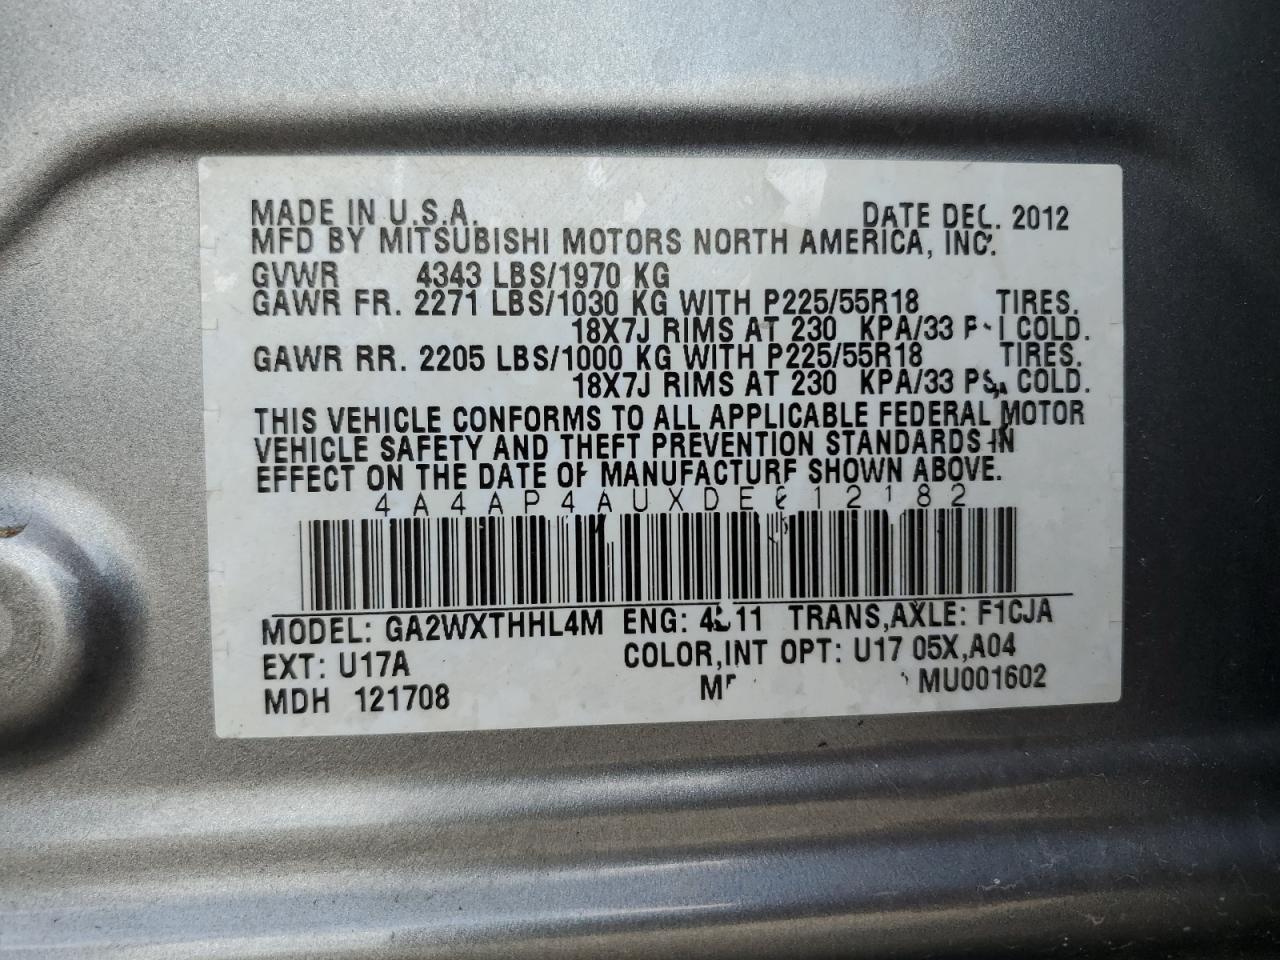 MADE IN U.S.A. DATE DEC. 2012
MFD BY MITSUBISHI MOTORS NORTH AMERICA, INC.
GVWR 4343 LBS/1970 KG
GAWR FR. 2271 LBS/1030 KG WITH P225/55R18 TIRES.
18X7J RIMS AT 230 KPA/33 PSI COLD.
GAWR RR. 2205 LBS/1000 KG WITH P225/55R18 TIRES.
18X7J RIMS AT 230 KPA/33 PSI COLD.
THIS VEHICLE CONFORMS TO ALL APPLICABLE FEDERAL MOTOR
VEHICLE SAFETY AND THEFT PREVENTION STANDARDS IN
EFFECT ON THE DATE OF MANUFACTURE SHOWN ABOVE.
MODEL: GA2WXTHHL4M ENG: 4B11 TRANS,AXLE: F1CJA
EXT: U17A COLOR,INT OPT: U17 05X,A04
MDH 121708 MU001602